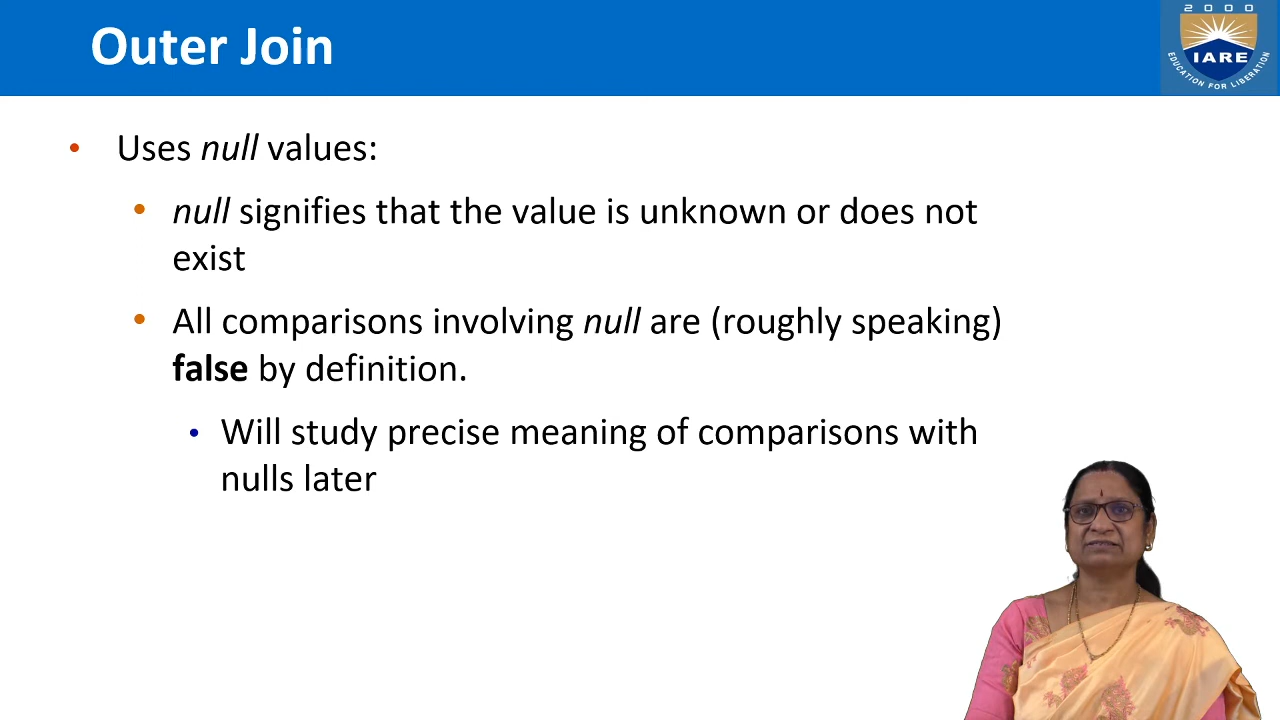 Outer Join
2000
IARE
EDUCATION FOR LIBERATION
• Uses null values:
• null signifies that the value is unknown or does not
exist
• All comparisons involving null are (roughly speaking)
false by definition.
• Will study precise meaning of comparisons with
nulls later